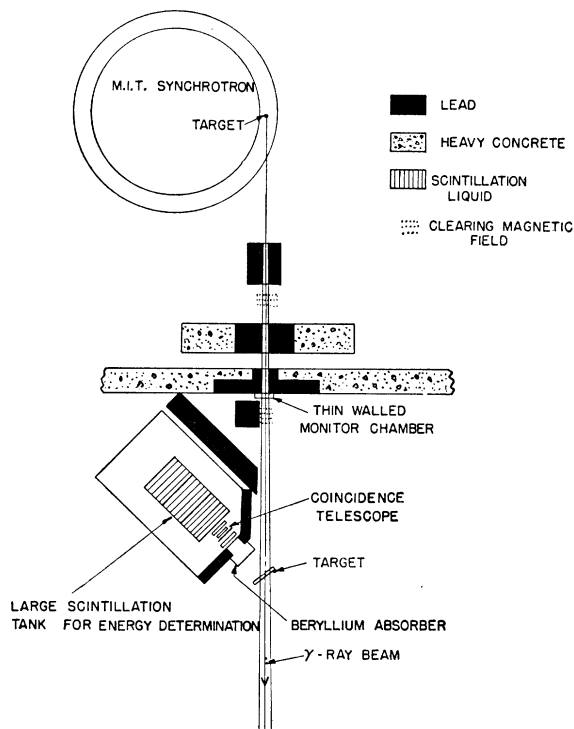 M.I.T. SYNCHROTRON
TARGET
LEAD
HEAVY CONCRETE
SCINTILLATION
LIQUID
CLEARING MAGNETIC
FIELD
THIN WALLED
MONITOR CHAMBER
COINCIDENCE
TELESCOPE
TARGET
LARGE SCINTILLATION
TANK FOR ENERGY DETERMINATION
BERYLLIUM ABSORBER
γ-RAY BEAM